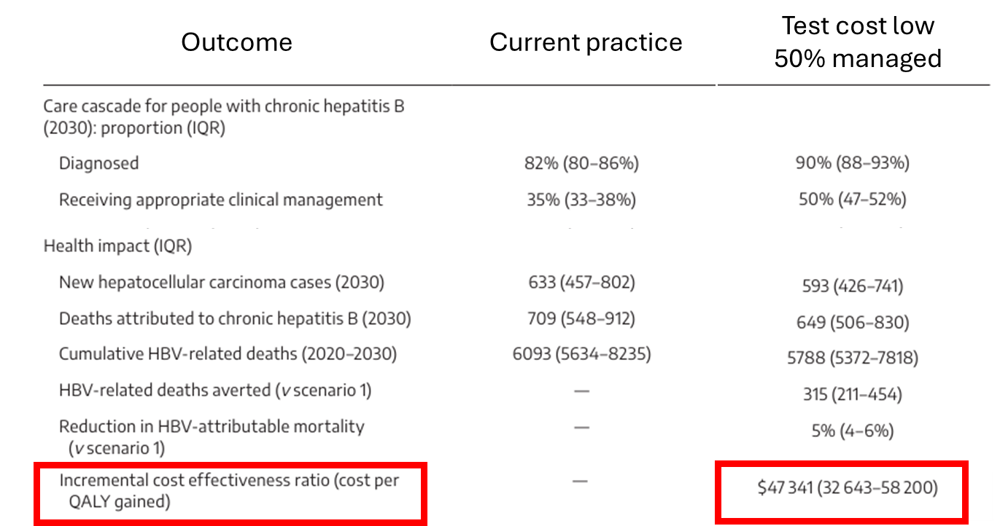 Outcome Current practice Test cost low
50% managed
Care cascade for people with chronic hepatitis B
(2030): proportion (IQR)
Diagnosed 82% (80–86%) 90% (88–93%)
Receiving appropriate clinical management 35% (33–38%) 50% (47–52%)
Health impact (IQR)
New hepatocellular carcinoma cases (2030) 633 (457–802) 593 (426–741)
Deaths attributed to chronic hepatitis B (2030) 709 (548–912) 649 (506–830)
Cumulative HBV-related deaths (2020–2030) 6093 (5634–8235) 5788 (5372–7818)
HBV-related deaths averted (v scenario 1) — 315 (211–454)
Reduction in HBV-attributable mortality — 5% (4–6%)
(v scenario 1)
Incremental cost effectiveness ratio (cost per — $47 341 (32 643–58 200)
QALY gained)